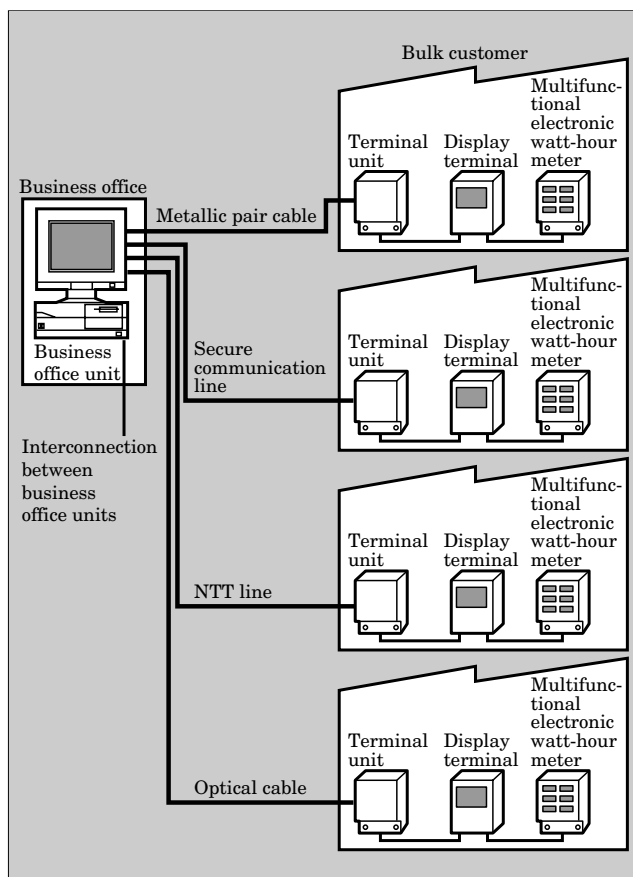 Bulk customer
Multifunc-
tional
electronic
watt-hour
meter
Terminal
unit
Display
terminal
Business office
Metallic pair cable
Business
office unit
Interconnection
between
business
office units
Secure
communication
line
Terminal
unit
Display
terminal
Multifunc-
tional
electronic
watt-hour
meter
NTT line
Terminal
unit
Display
terminal
Multifunc-
tional
electronic
watt-hour
meter
Optical cable
Terminal
unit
Display
terminal
Multifunc-
tional
electronic
watt-hour
meter